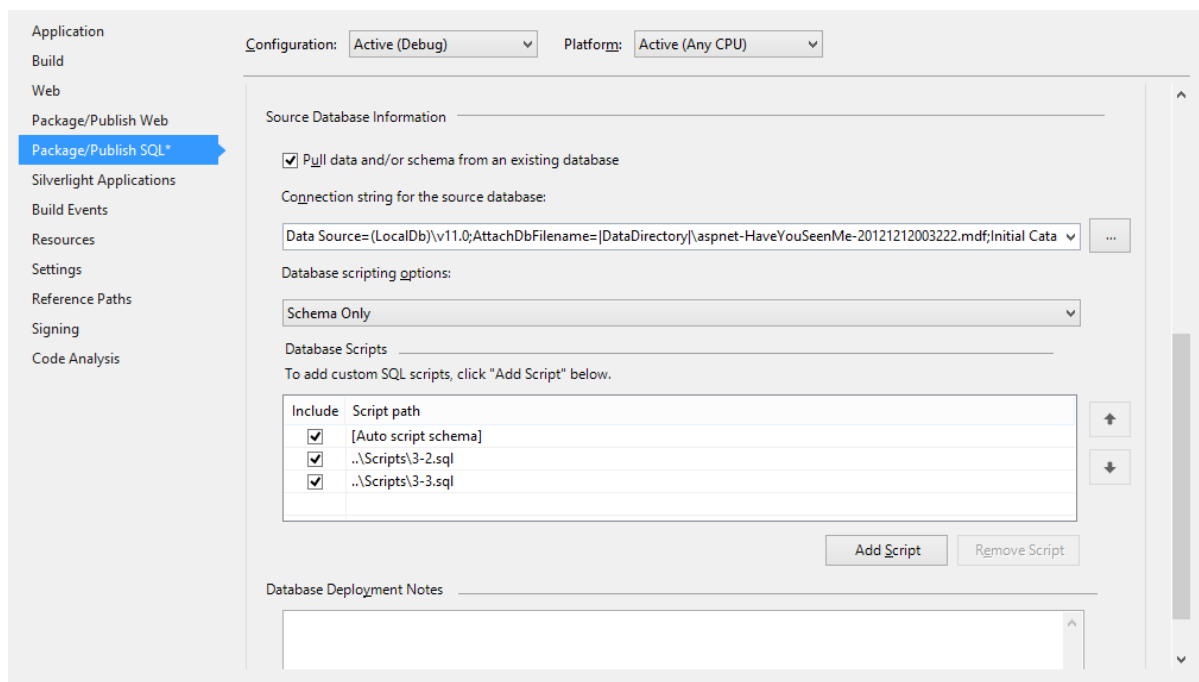 Application
Build
Web
Package/Publish Web
Package/Publish SQL*
Silverlight Applications
Build Events
Resources
Settings
Reference Paths
Signing
Code Analysis
Configuration: Active (Debug) Platform: Active (Any CPU)
Source Database Information
Pull data and/or schema from an existing database
Connection string for the source database:
Data Source=(LocalDb)\v11.0;AttachDbFilename=|DataDirectory|\aspnet-HaveYouSeenMe-20121212003222.mdf;Initial Cata ...
Database scripting options:
Schema Only
Database Scripts
To add custom SQL scripts, click "Add Script" below.
Include Script path
[Auto script schema]
..\Scripts\3-2.sql
..\Scripts\3-3.sql
Add Script Remove Script
Database Deployment Notes